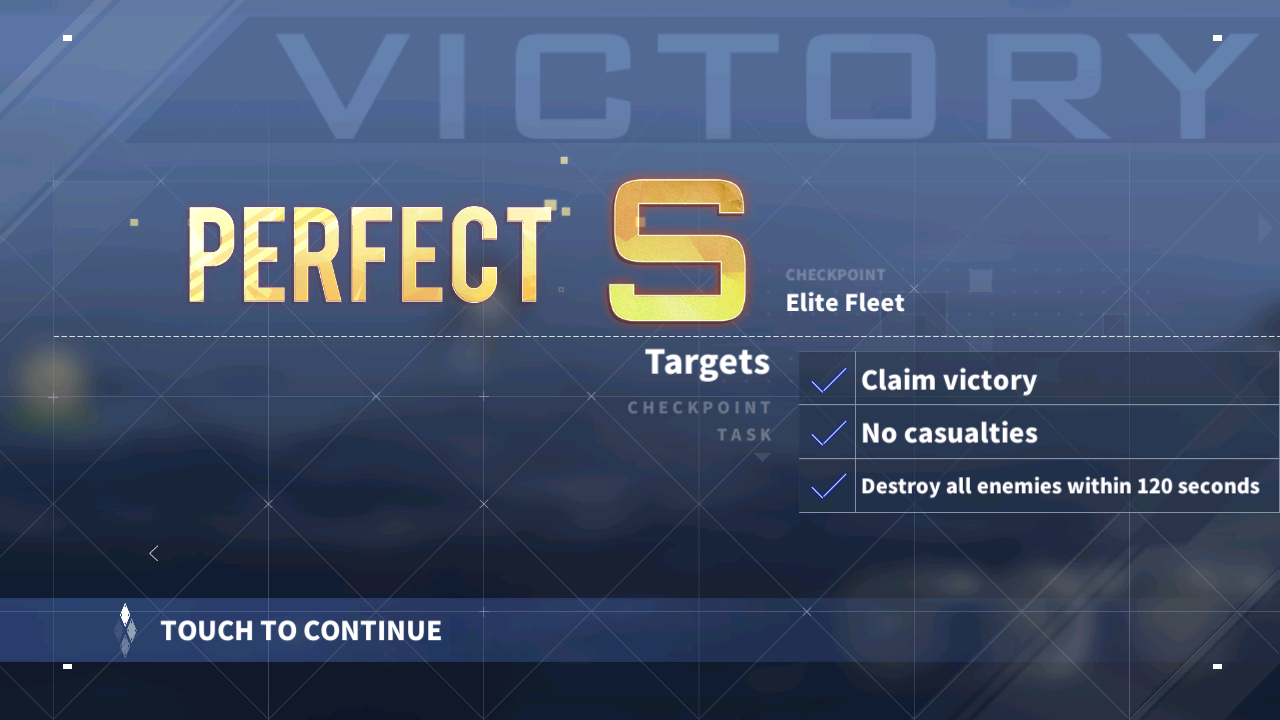 VICTORY
PERFECT S
CHECKPOINT
Elite Fleet
Targets
CHECKPOINT
TASK
Claim victory
No casualties
Destroy all enemies within 120 seconds
TOUCH TO CONTINUE